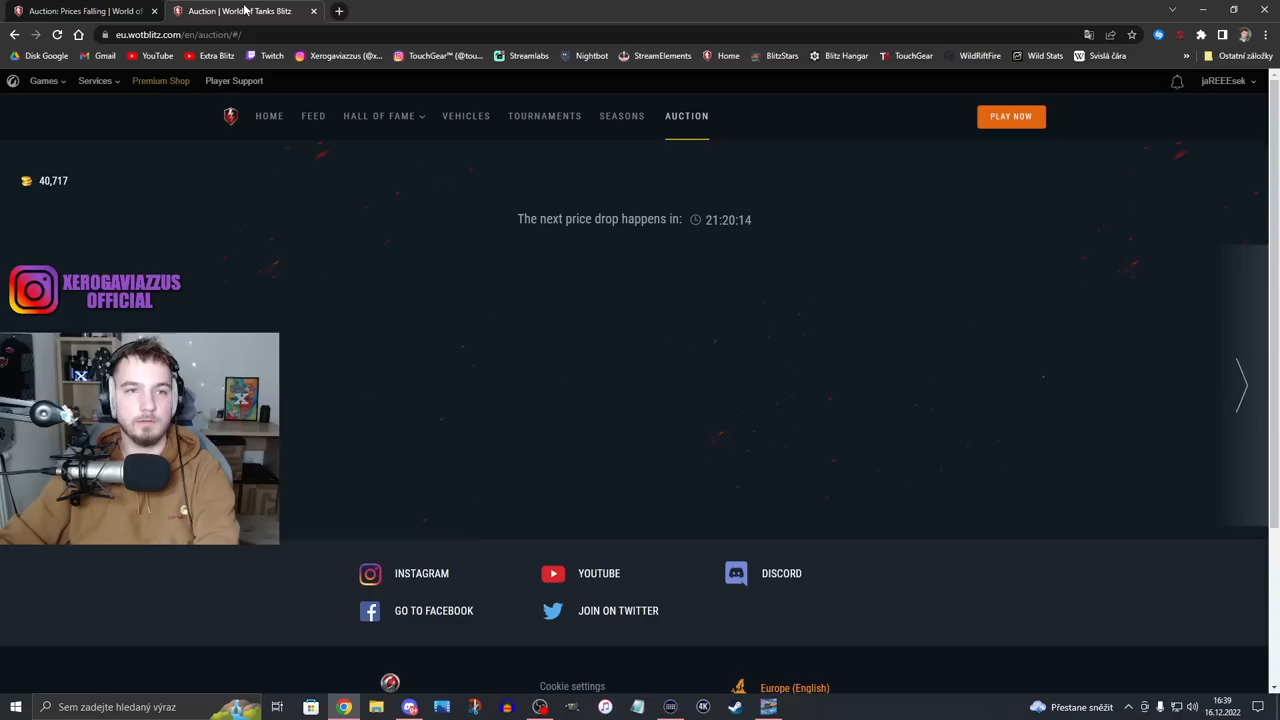 Auction: Prices Falling | World of
Auction | World of Tanks Blitz
eu.wotblitz.com/en/auction/#/
Disk Google
Gmail
YouTube
Extra Blitz
Twitch
Xerogaviazzus (@x...
TouchGear™ (@tou...
Streamlabs
Nightbot
StreamElements
Home
BlitzStars
Blitz Hangar
TouchGear
WildRiftFire
Wild Stats
Svislá čára
Ostatní záložky
Games
Services
Premium Shop
Player Support
jaREEEsek
HOME
FEED
HALL OF FAME
VEHICLES
TOURNAMENTS
SEASONS
AUCTION
PLAY NOW
40,717
The next price drop happens in: 21:20:14
XEROGAVIAZZUS
OFFICIAL
INSTAGRAM
YOUTUBE
DISCORD
GO TO FACEBOOK
JOIN ON TWITTER
Cookie settings
Europe (English)
Sem zadejte hledaný výraz
Přestane sněžit
16:39
16.12.2022